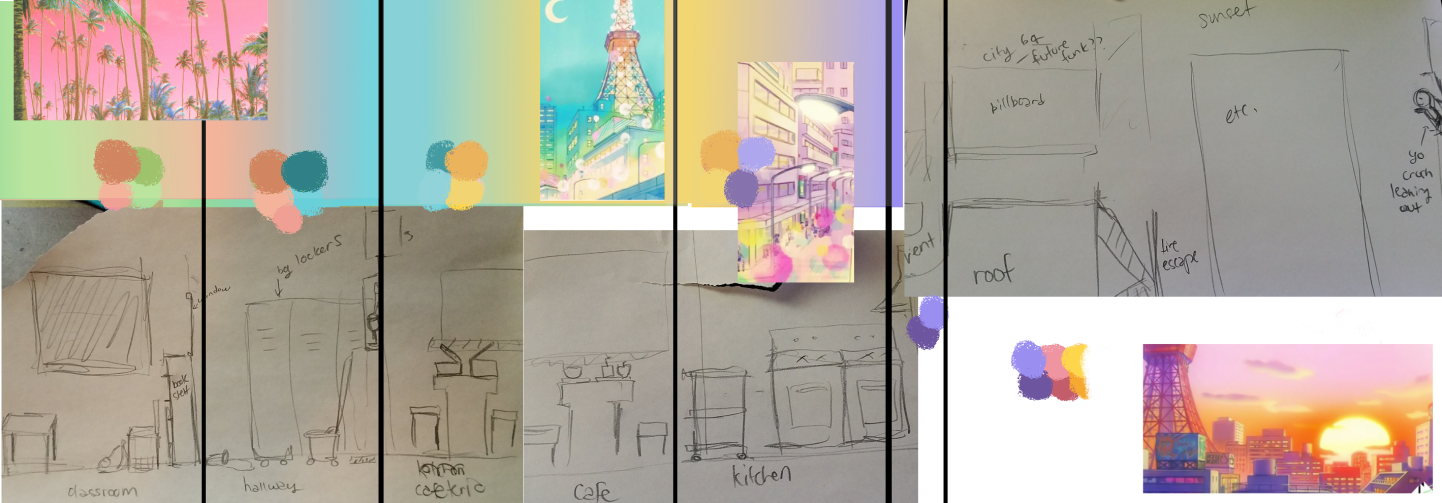 sunset
city bg
future
funk??
billboard
etc.
yo
crush
leaning
out
vent
fire
escape
roof
big lockers
window
book
shelf
classroom
hallway
cafe
kitchen